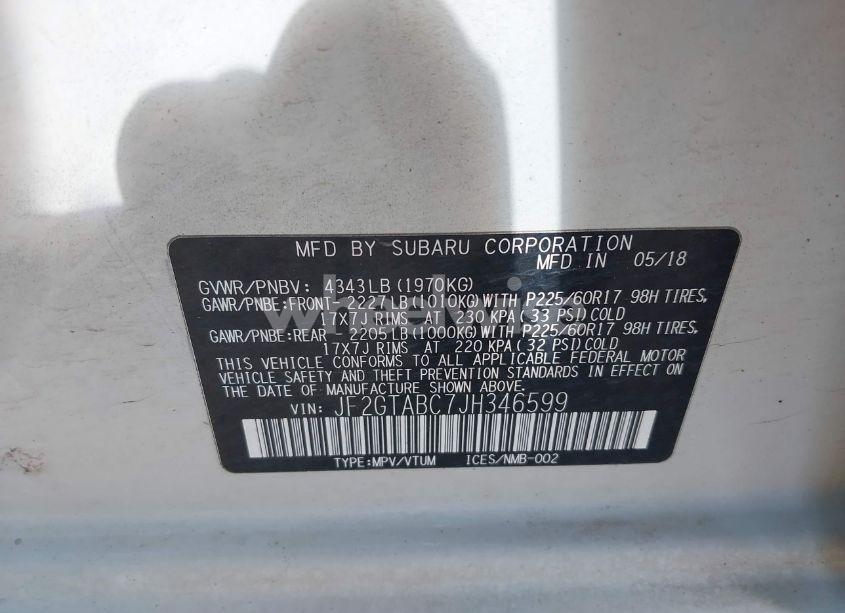 MFD BY SUBARU CORPORATION
MFD IN 05/18
GVWR/PNBV: 4343LB (1970KG)
GAWR/PNBE:FRONT-2227LB(1010KG)WITH P225/60R17 98H TIRES,
17X7J RIMS AT 230 KPA(33 PSI)COLD
GAWR/PNBE:REAR -2205LB(1000KG)WITH P225/60R17 98H TIRES,
17X7J RIMS AT 220 KPA(32 PSI)COLD
THIS VEHICLE CONFORMS TO ALL APPLICABLE FEDERAL MOTOR
VEHICLE SAFETY AND THEFT PREVENTION STANDARDS IN EFFECT ON
THE DATE OF MANUFACTURE SHOWN ABOVE.
VIN: JF2GTABC7JH346599
TYPE:MPV/VTUM ICES/NMB-002